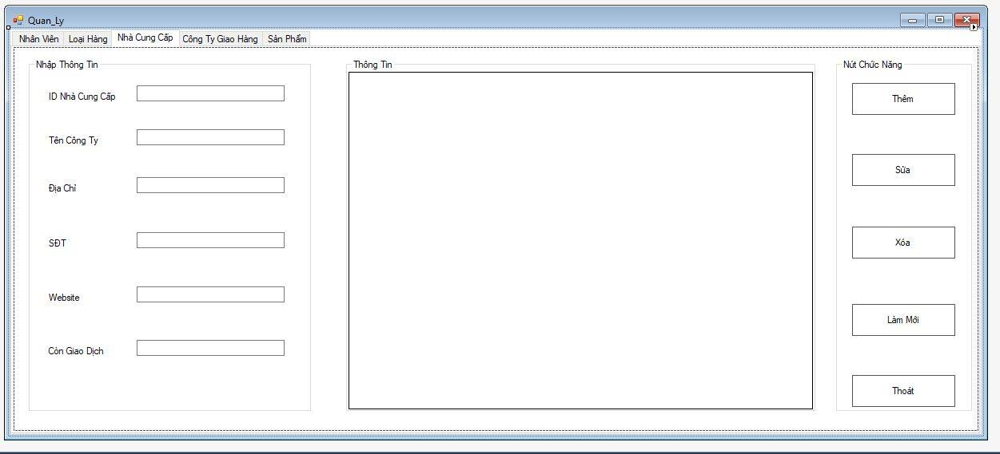 Quan_Ly
Nhân Viên Loại Hàng Nhà Cung Cấp Công Ty Giao Hàng Sản Phẩm
Nhập Thông Tin
ID Nhà Cung Cấp
Tên Công Ty
Địa Chỉ
SĐT
Website
Còn Giao Dịch
Thông Tin
Nút Chức Năng
Thêm
Sửa
Xóa
Làm Mới
Thoát